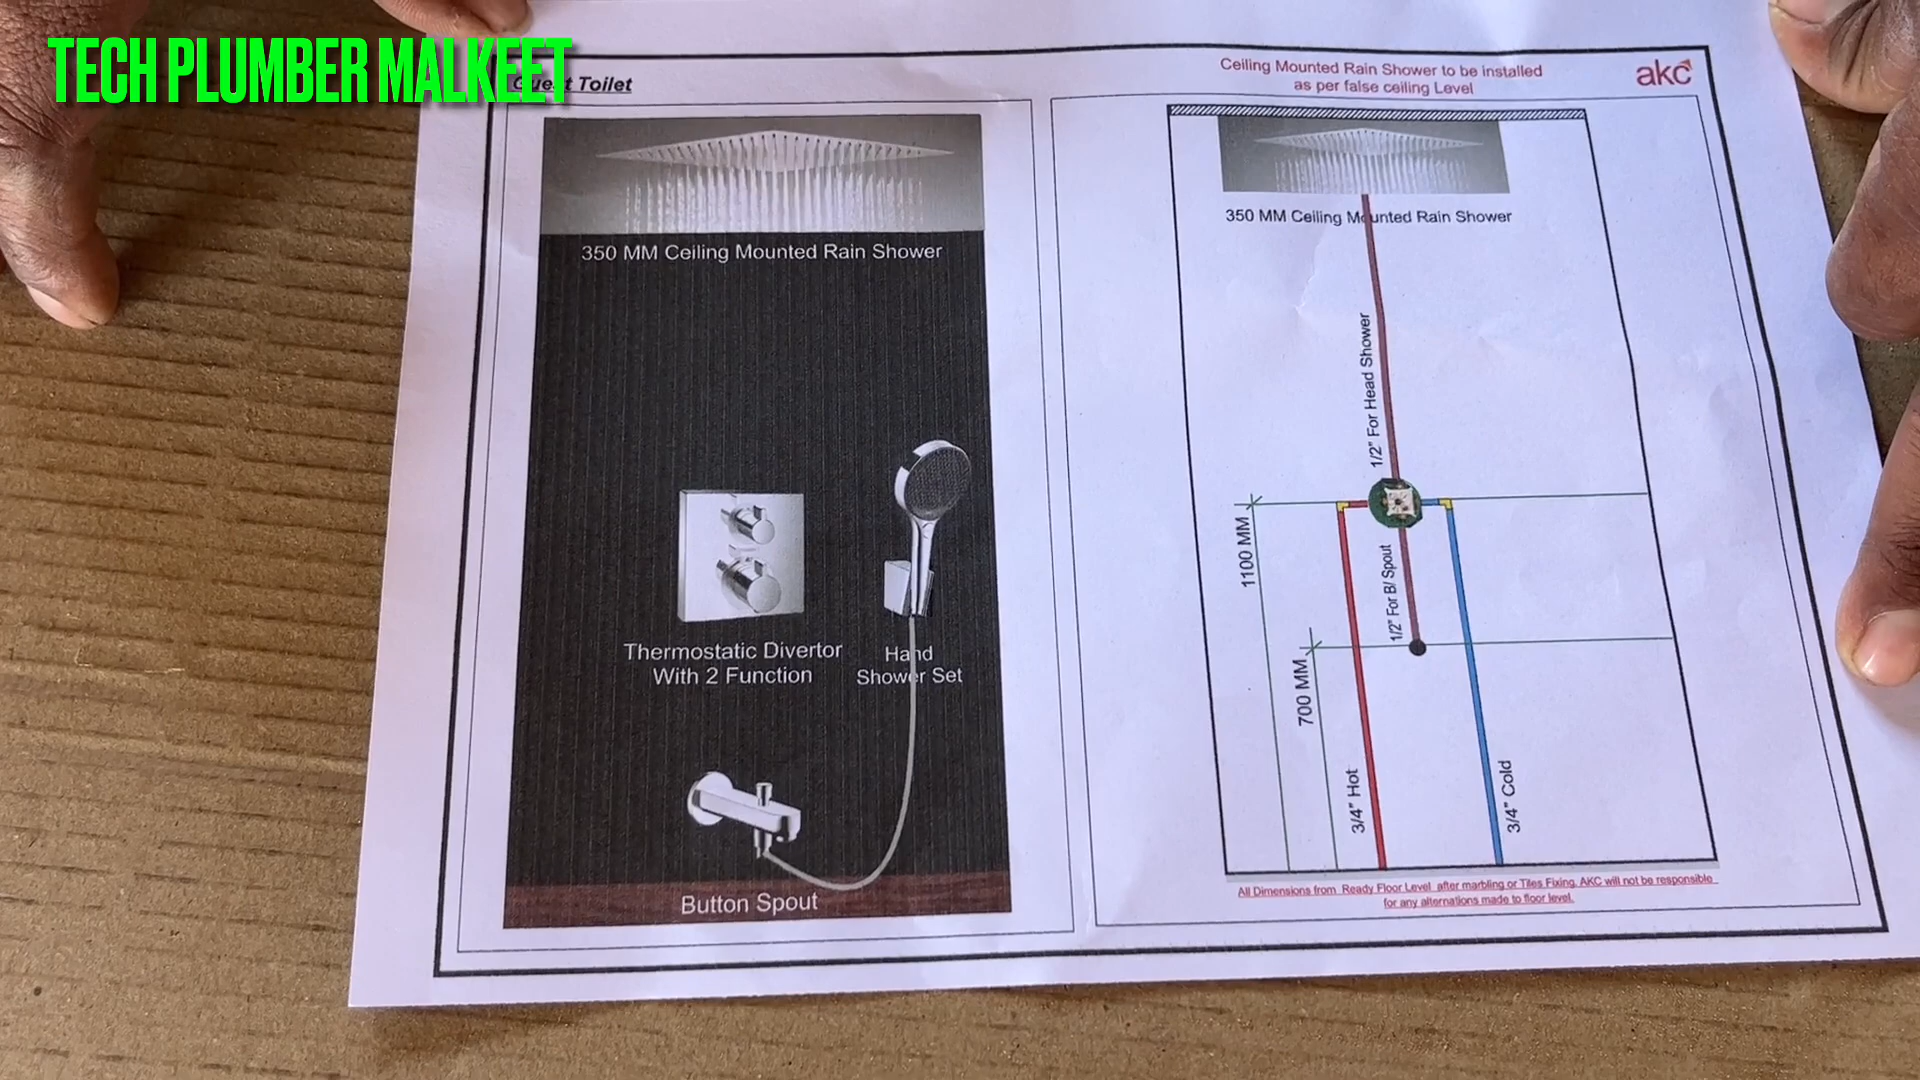 TECH PLUMBER MALKEET
Guest Toilet
Ceiling Mounted Rain Shower to be installed
as per false ceiling Level
akc
350 MM Ceiling Mounted Rain Shower
Thermostatic Divertor
With 2 Function
Hand
Shower Set
Button Spout
350 MM Ceiling Mounted Rain Shower
1/2" For Head Shower
1100 MM
1/2" For B/ Spout
700 MM
3/4" Hot
3/4" Cold
All Dimensions from Ready Floor Level after marbling or Tiles Fixing. AKC will not be responsible
for any alternations made to floor level.